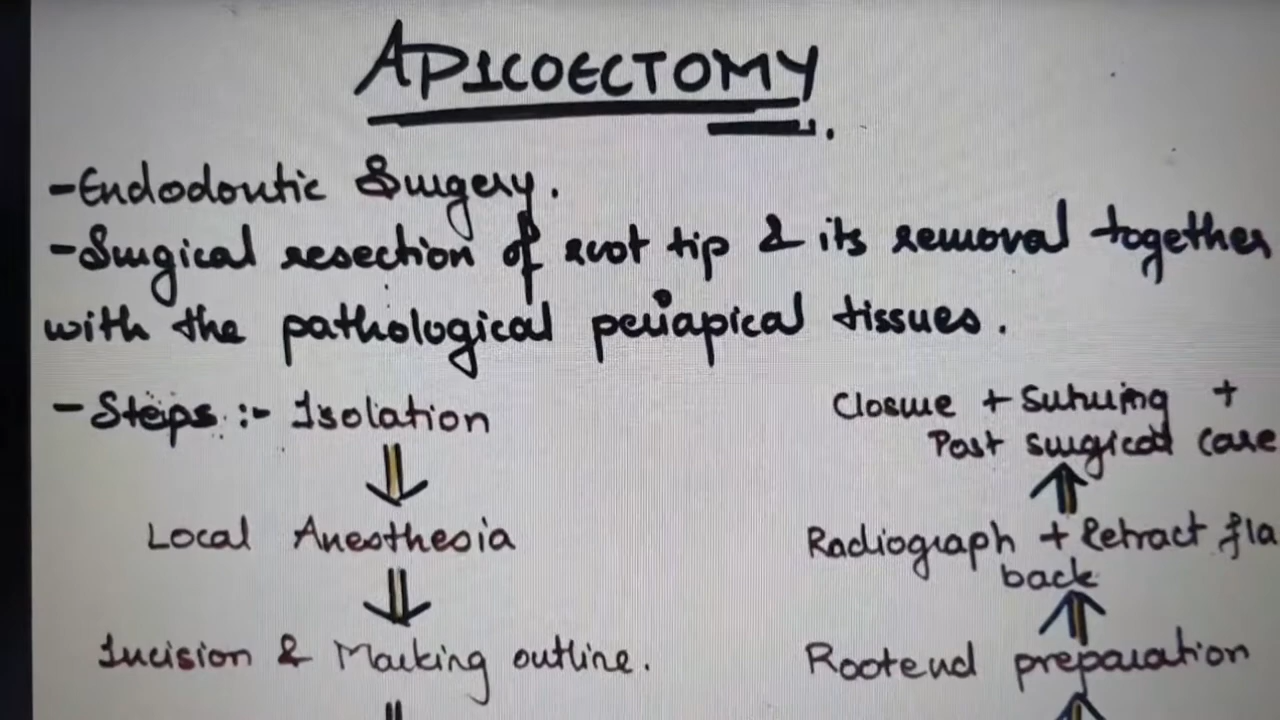 APICOECTOMY
- Endodontic Surgery.
- Surgical resection of root tip & its removal together
with the pathological periapical tissues.
- Steps :- Isolation
Local Anesthesia
Incision & Marking outline.
Closure + Suturing +
Post surgical care
Radiograph + Retract fla
back
Rootend preparation